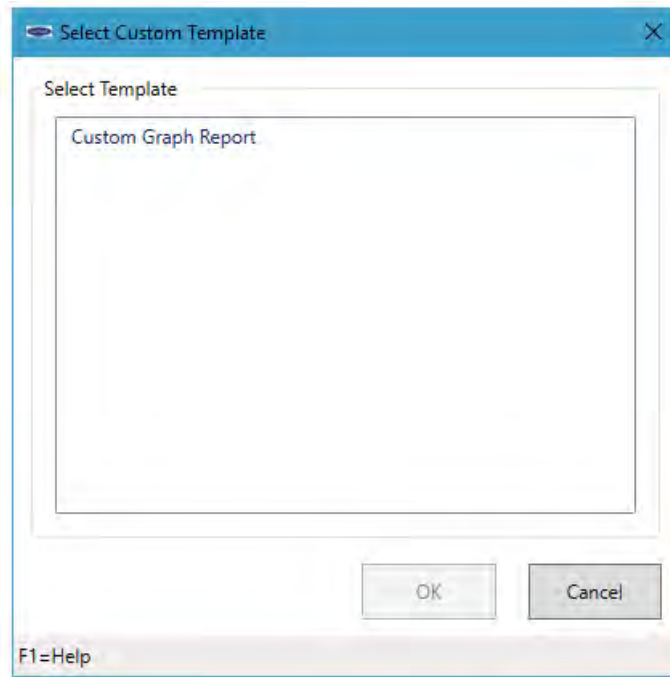 Select Custom Template
Select Template
Custom Graph Report
OK
Cancel
F1=Help